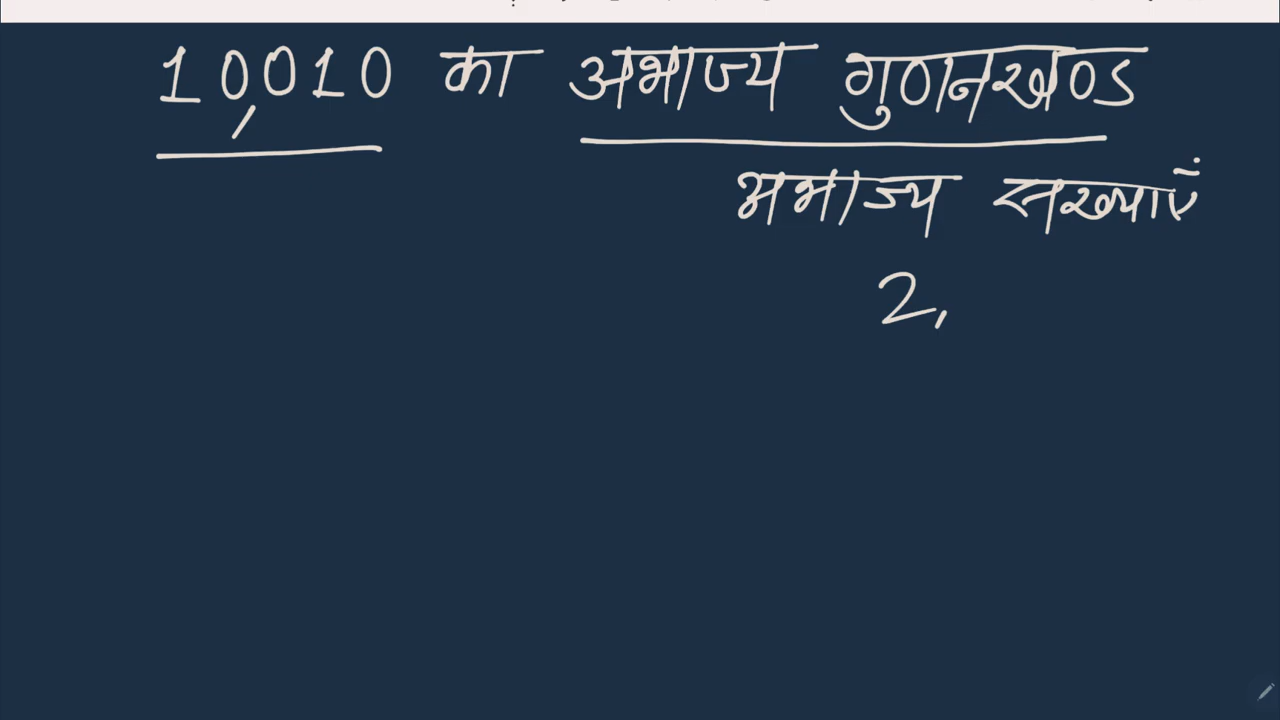 10,010 का अभाज्य गुणनखण्ड
अभाज्य संख्याएं
2,